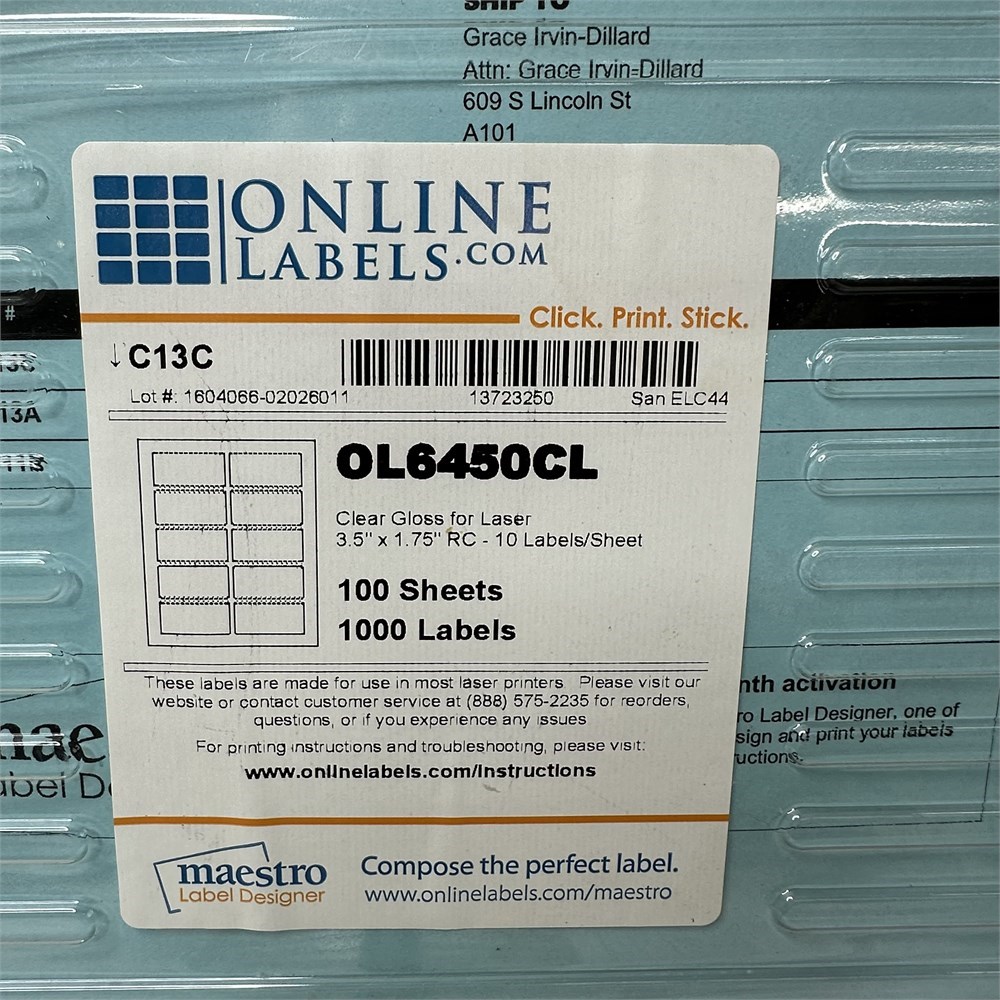 SHIP TO
Grace Irvin-Dillard
Attn: Grace Irvin-Dillard
609 S Lincoln St
A101
ONLINE
LABELS.COM
Click. Print. Stick.
#
↓C13C
Lot #: 1604066-02026011 13723250 San ELC44
13A
OL6450CL
Clear Gloss for Laser
3.5" x 1.75" RC - 10 Labels/Sheet
100 Sheets
1000 Labels
These labels are made for use in most laser printers. Please visit our
website or contact customer service at (888) 575-2235 for reorders,
questions, or if you experience any issues
For printing instructions and troubleshooting, please visit:
www.onlinelabels.com/instructions
nth activation
ro Label Designer, one of
sign and print your labels
uctions.
nae
abel De
maestro
Label Designer
Compose the perfect label.
www.onlinelabels.com/maestro